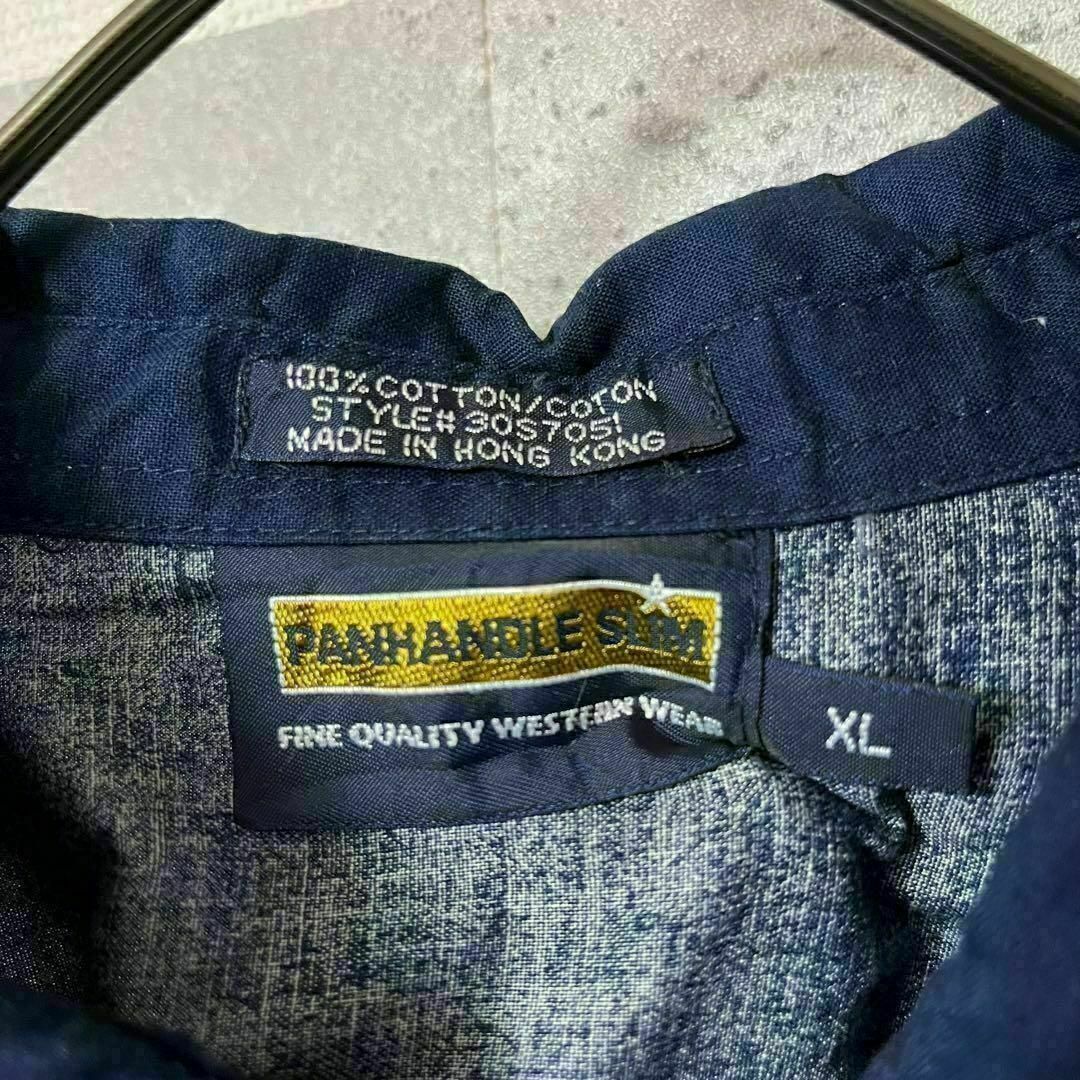 100% COTTON/COTON
STYLE# 30S7051
MADE IN HONG KONG
PANHANDLE SLIM
FINE QUALITY WESTERN WEAR
XL